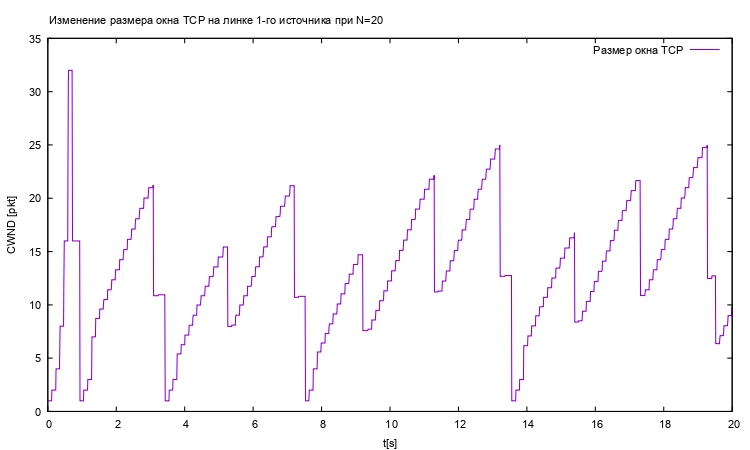 Изменение размера окна TCP на линке 1-го источника при N=20
Размер окна TCP
35
30
25
20
15
10
5
0
CWND [pkt]
0 2 4 6 8 10 12 14 16 18 20
t[s]